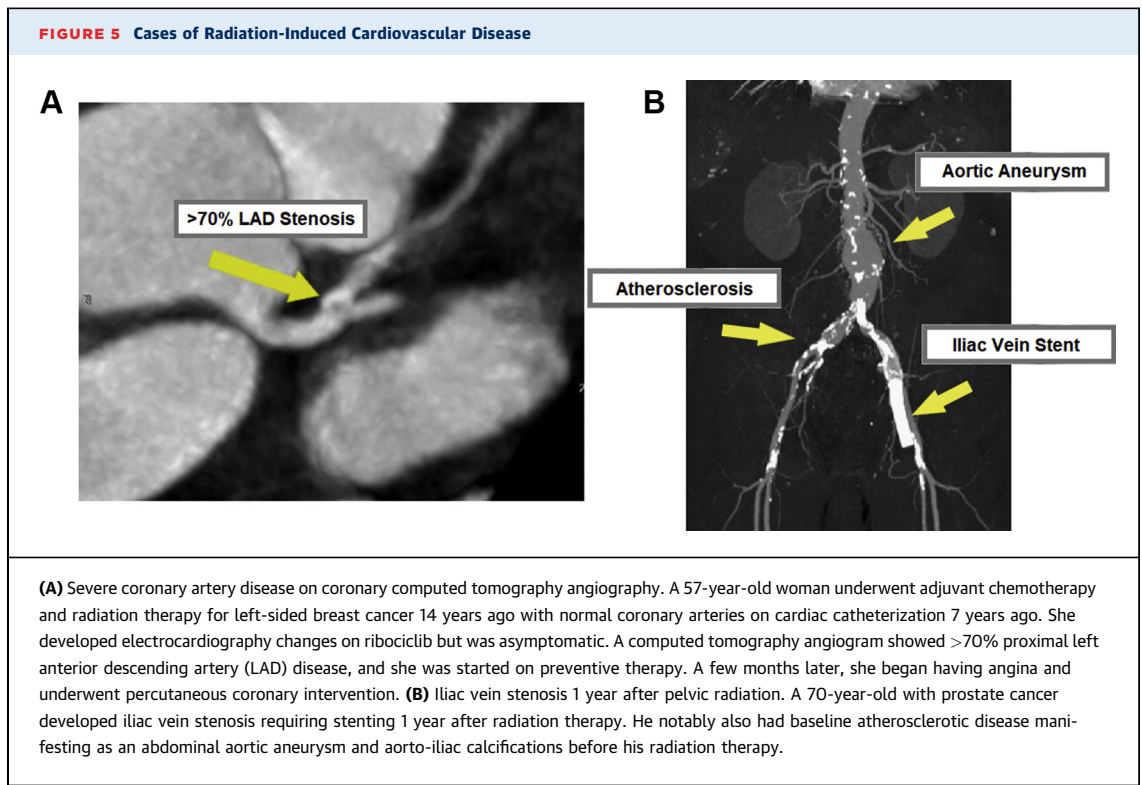 FIGURE 5 Cases of Radiation-Induced Cardiovascular Disease
A
>70% LAD Stenosis
B
Aortic Aneurysm
Atherosclerosis
Iliac Vein Stent
(A) Severe coronary artery disease on coronary computed tomography angiography. A 57-year-old woman underwent adjuvant chemotherapy
and radiation therapy for left-sided breast cancer 14 years ago with normal coronary arteries on cardiac catheterization 7 years ago. She
developed electrocardiography changes on ribociclib but was asymptomatic. A computed tomography angiogram showed >70% proximal left
anterior descending artery (LAD) disease, and she was started on preventive therapy. A few months later, she began having angina and
underwent percutaneous coronary intervention. (B) Iliac vein stenosis 1 year after pelvic radiation. A 70-year-old with prostate cancer
developed iliac vein stenosis requiring stenting 1 year after radiation therapy. He notably also had baseline atherosclerotic disease mani-
festing as an abdominal aortic aneurysm and aorto-iliac calcifications before his radiation therapy.